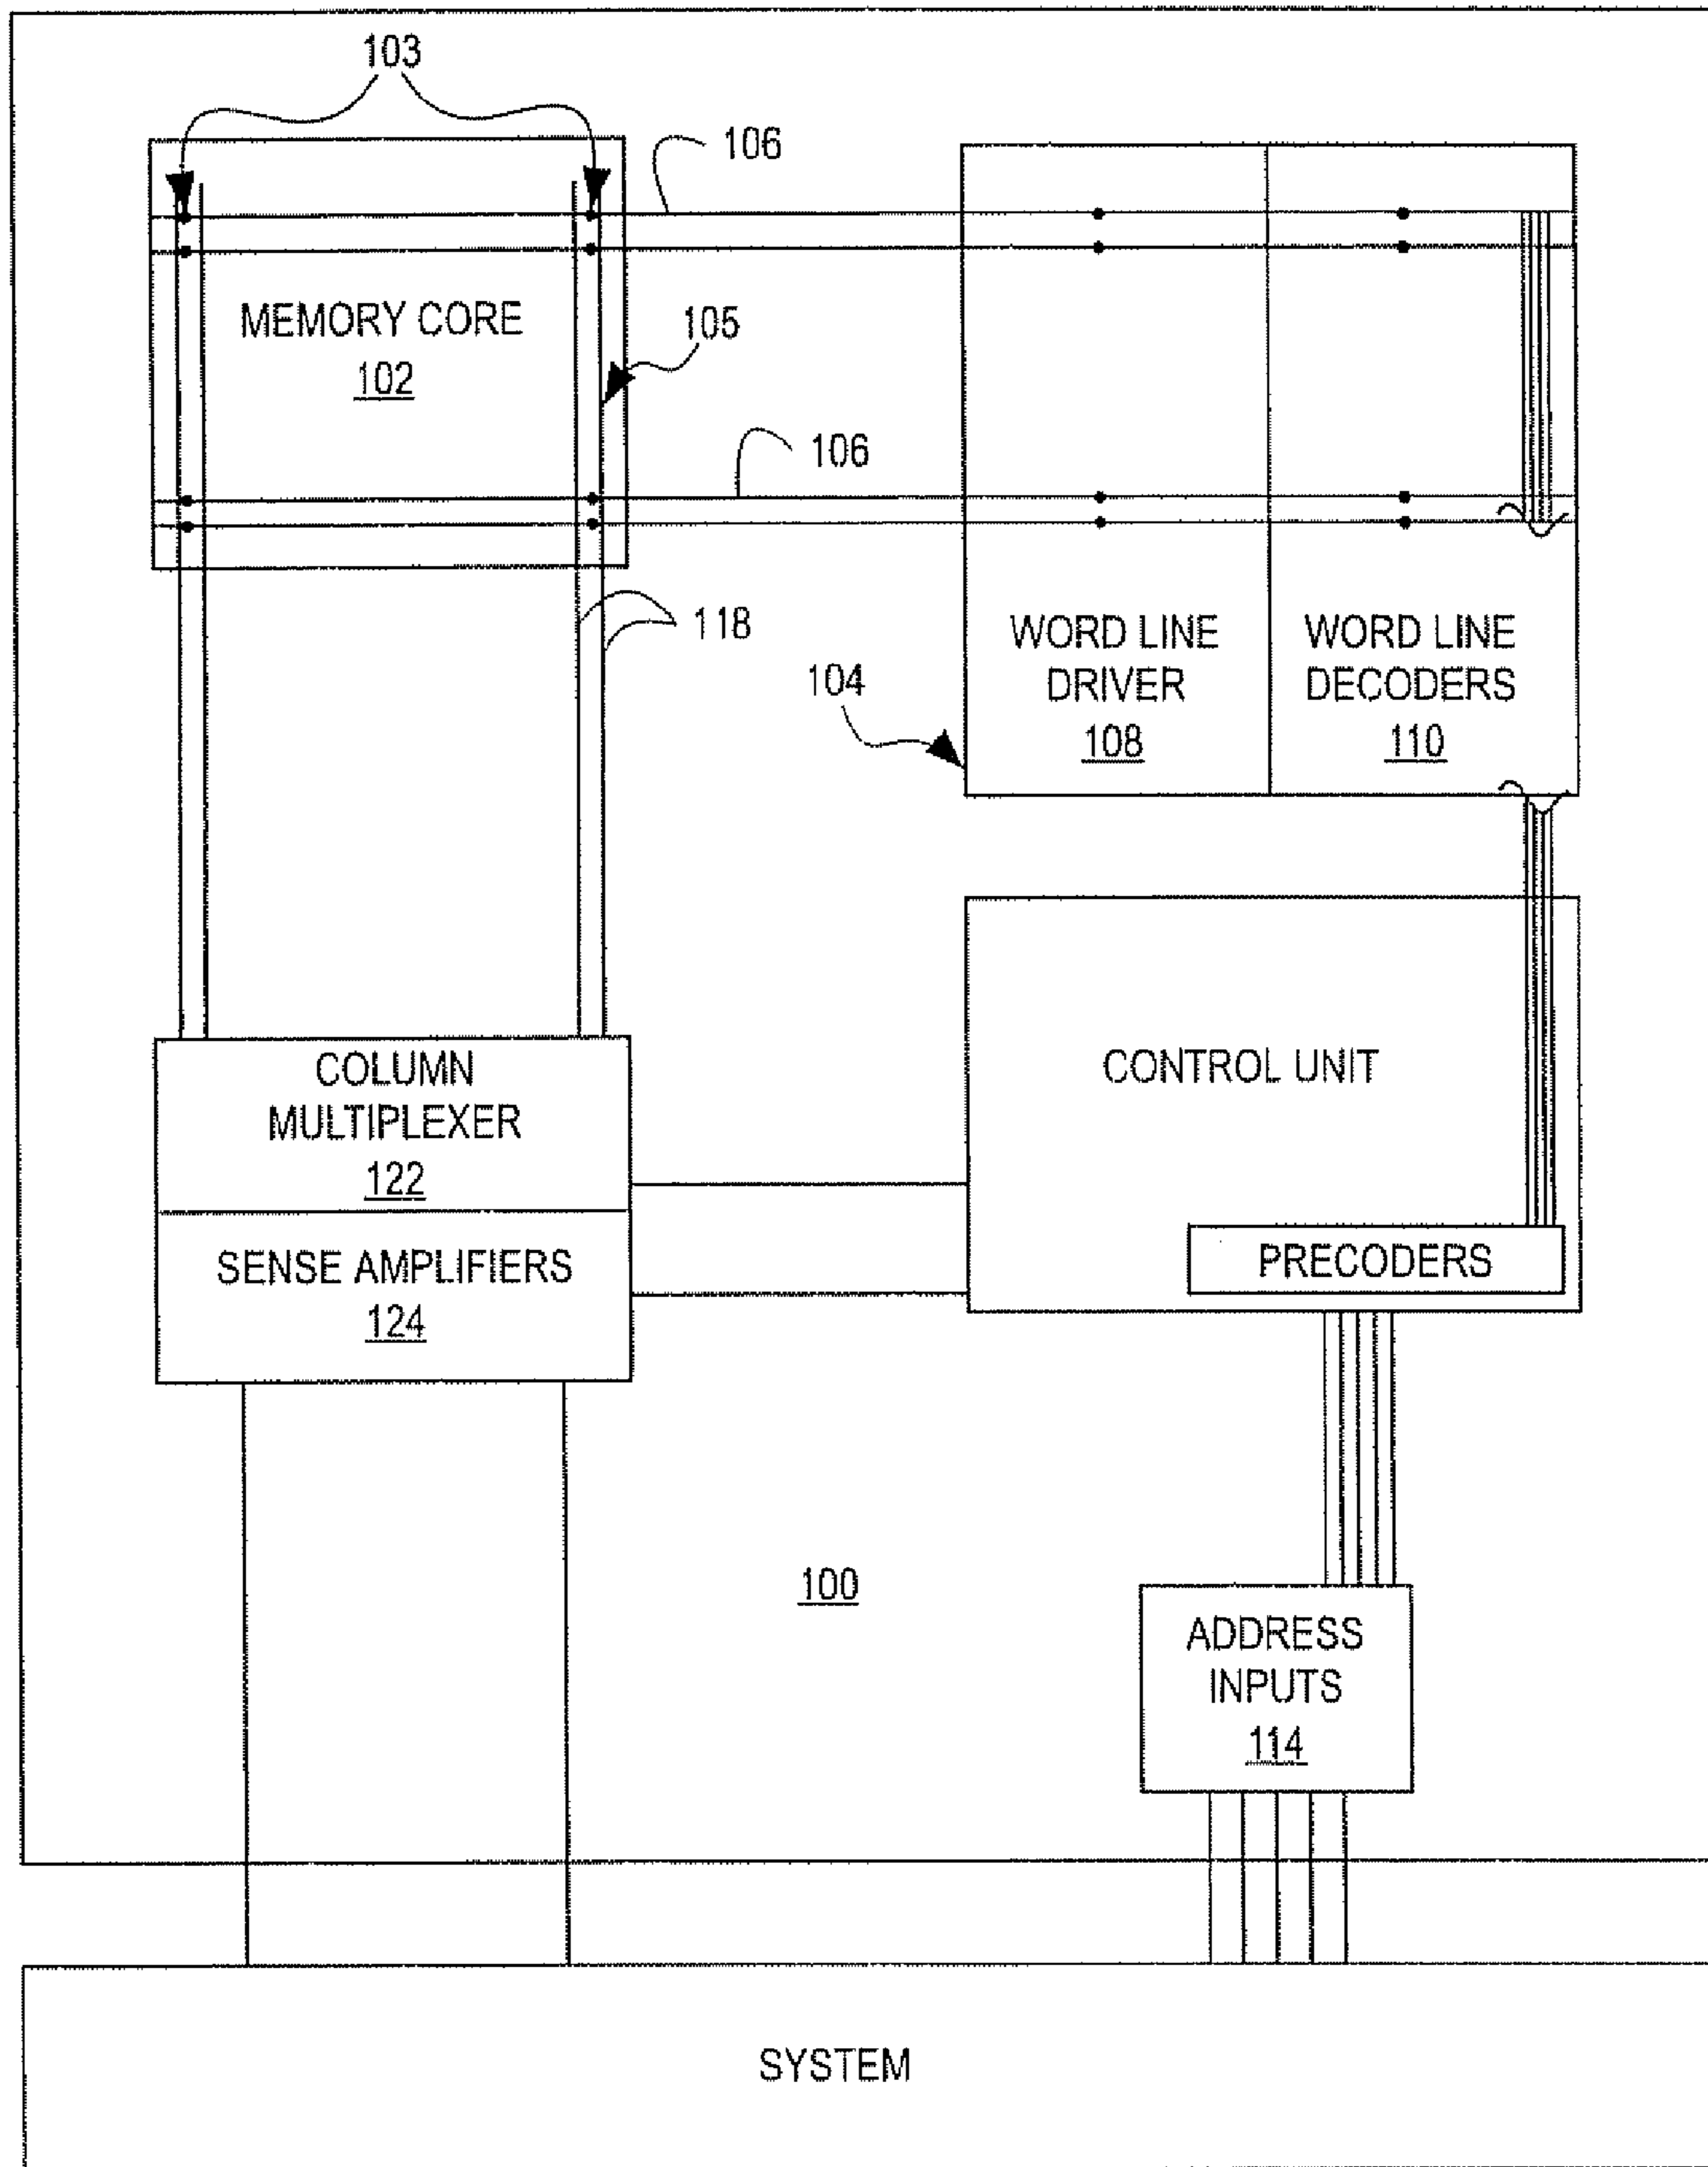 103
106
MEMORY CORE
102
105
106
118
WORD LINE
DRIVER
108
WORD LINE
DECODERS
110
104
COLUMN
MULTIPLEXER
122
CONTROL UNIT
SENSE AMPLIFIERS
124
PRECODERS
100
ADDRESS
INPUTS
114
SYSTEM